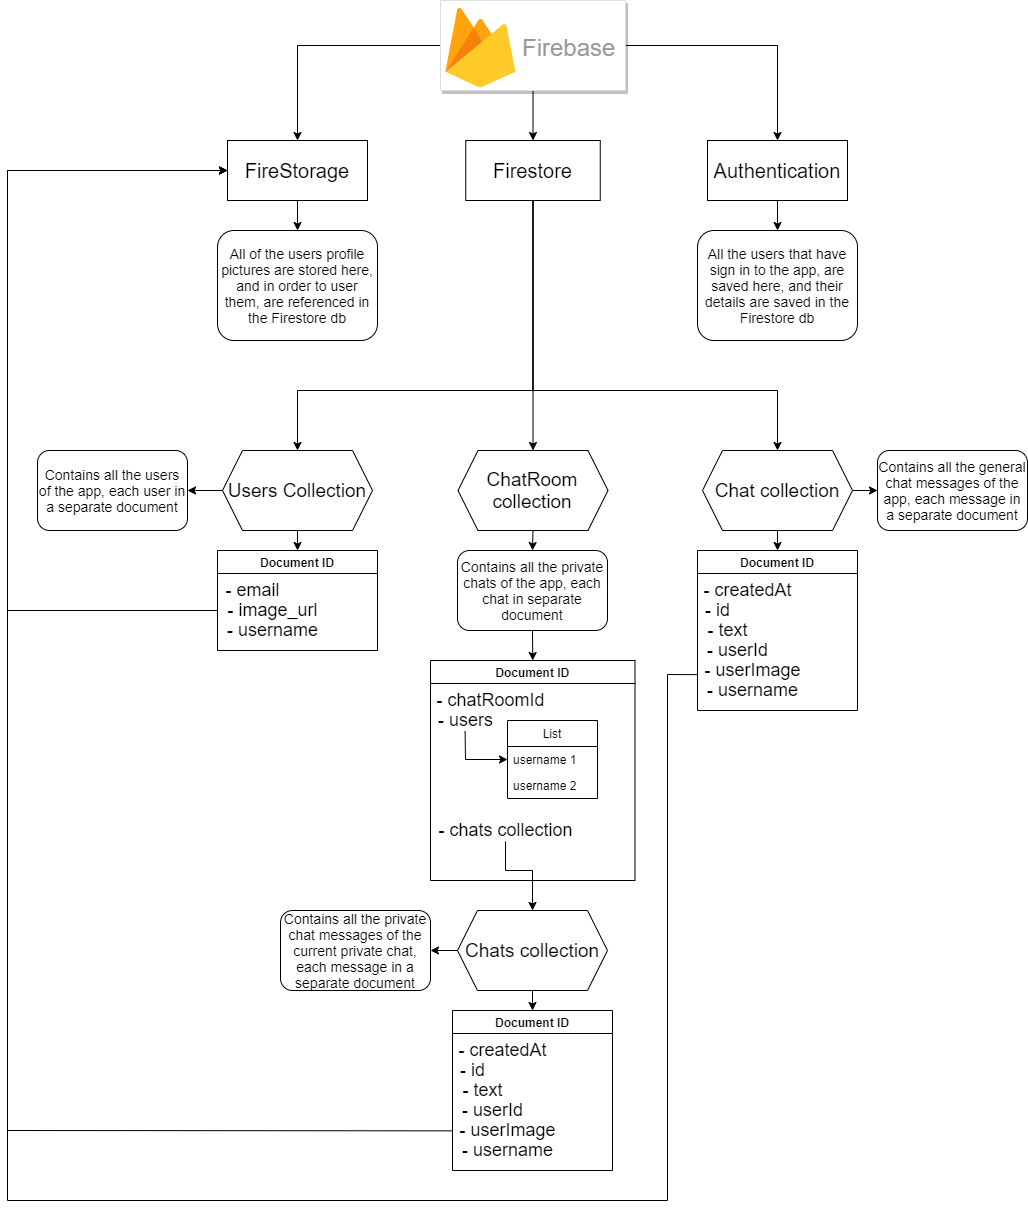 Firebase
FireStorage
Firestore
Authentication
All of the users profile
pictures are stored here,
and in order to user
them, are referenced in
the Firestore db
All the users that have
sign in to the app, are
saved here, and their
details are saved in the
Firestore db
Contains all the users
of the app, each user in
a separate document
Users Collection
ChatRoom
collection
Chat collection
Contains all the general
chat messages of the
app, each message in
a separate document
Document ID
- email
- image_url
- username
Contains all the private
chats of the app, each
chat in separate
document
Document ID
- createdAt
- id
- text
- userId
- userImage
- username
Document ID
- chatRoomId
- users
List
username 1
username 2
- chats collection
Contains all the private
chat messages of the
current private chat,
each message in a
separate document
Chats collection
Document ID
- createdAt
- id
- text
- userId
- userImage
- username